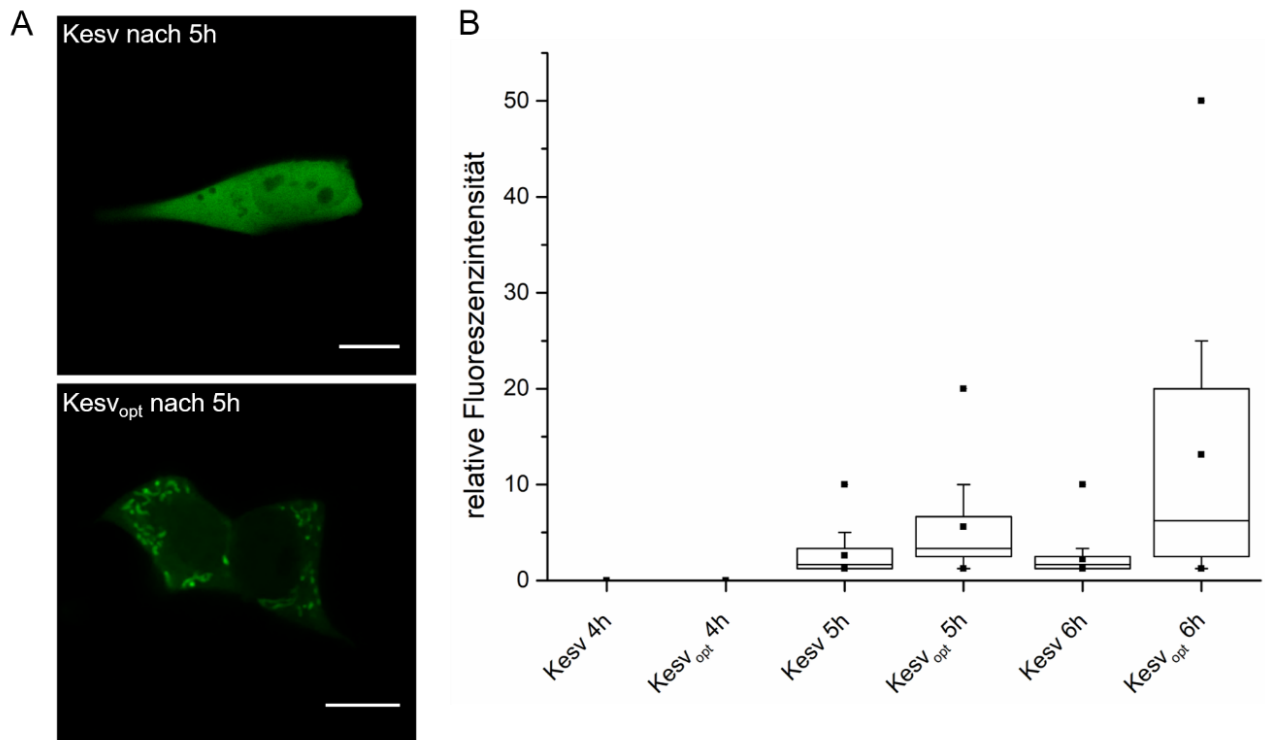 A
Kesv nach 5h
Kesvopt nach 5h
B
relative Fluoreszenzintität
50
40
30
20
10
0
Kesv 4h
Kesv opt 4h
Kesv 5h
Kesv opt 5h
Kesv 6h
Kesv opt 6h